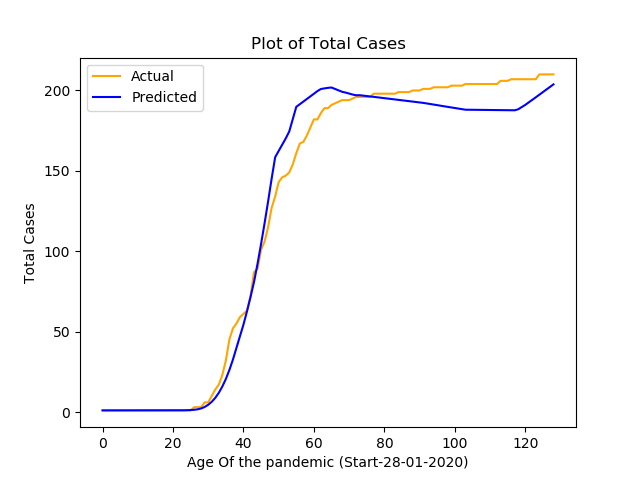 Plot of Total Cases
Actual
Predicted
200
150
100
50
0
Total Cases
0 20 40 60 80 100 120
Age Of the pandemic (Start-28-01-2020)